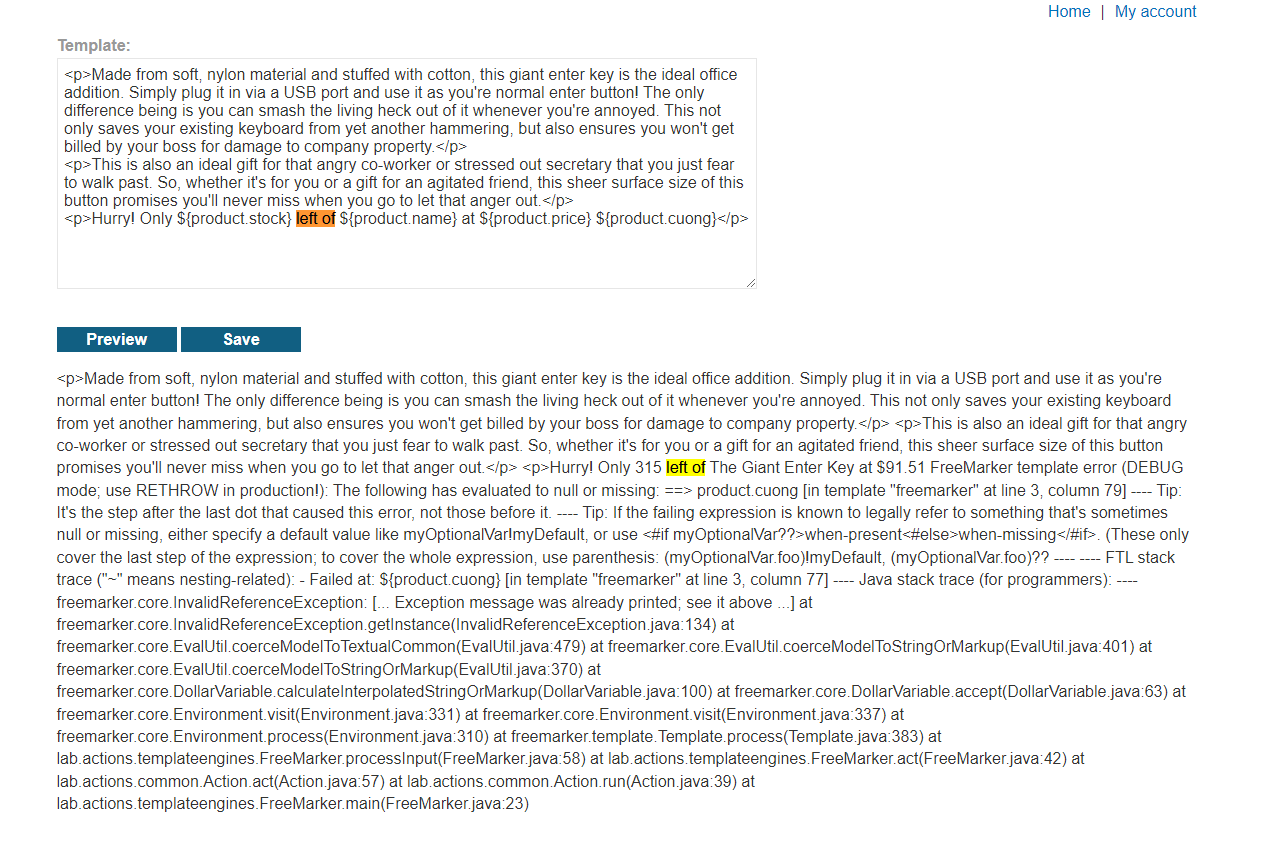 Home | My account
Template:
<p>Made from soft, nylon material and stuffed with cotton, this giant enter key is the ideal office
addition. Simply plug it in via a USB port and use it as you're normal enter button! The only
difference being is you can smash the living heck out of it whenever you're annoyed. This not
only saves your existing keyboard from yet another hammering, but also ensures you won't get
billed by your boss for damage to company property.</p>
<p>This is also an ideal gift for that angry co-worker or stressed out secretary that you just fear
to walk past. So, whether it's for you or a gift for an agitated friend, this sheer surface size of this
button promises you'll never miss when you go to let that anger out.</p>
<p>Hurry! Only ${product.stock} left of ${product.name} at ${product.price} ${product.cuong}</p>
Preview Save
<p>Made from soft, nylon material and stuffed with cotton, this giant enter key is the ideal office addition. Simply plug it in via a USB port and use it as you're
normal enter button! The only difference being is you can smash the living heck out of it whenever you're annoyed. This not only saves your existing keyboard
from yet another hammering, but also ensures you won't get billed by your boss for damage to company property.</p> <p>This is also an ideal gift for that angry
co-worker or stressed out secretary that you just fear to walk past. So, whether it's for you or a gift for an agitated friend, this sheer surface size of this button
promises you'll never miss when you go to let that anger out.</p> <p>Hurry! Only 315 left of The Giant Enter Key at $91.51 FreeMarker template error (DEBUG
mode; use RETHROW in production!): The following has evaluated to null or missing: ==> product.cuong [in template "freemarker" at line 3, column 79] ---- Tip:
It's the step after the last dot that caused this error, not those before it. ---- Tip: If the failing expression is known to legally refer to something that's sometimes
null or missing, either specify a default value like myOptionalVar!myDefault, or use <#if myOptionalVar??>when-present<#else>when-missing</#if>. (These only
cover the last step of the expression; to cover the whole expression, use parenthesis: (myOptionalVar.foo)!myDefault, (myOptionalVar.foo)?? ---- ---- FTL stack
trace ("~" means nesting-related): - Failed at: ${product.cuong} [in template "freemarker" at line 3, column 77] ---- Java stack trace (for programmers): ----
freemarker.core.InvalidReferenceException: [... Exception message was already printed; see it above ...] at
freemarker.core.InvalidReferenceException.getInstance(InvalidReferenceException.java:134) at
freemarker.core.EvalUtil.coerceModelToTextualCommon(EvalUtil.java:479) at freemarker.core.EvalUtil.coerceModelToStringOrMarkup(EvalUtil.java:401) at
freemarker.core.EvalUtil.coerceModelToStringOrMarkup(EvalUtil.java:370) at
freemarker.core.DollarVariable.calculateInterpolatedStringOrMarkup(DollarVariable.java:100) at freemarker.core.DollarVariable.accept(DollarVariable.java:63) at
freemarker.core.Environment.visit(Environment.java:331) at freemarker.core.Environment.visit(Environment.java:337) at
freemarker.core.Environment.process(Environment.java:310) at freemarker.template.Template.process(Template.java:383) at
lab.actions.templateengines.FreeMarker.processInput(FreeMarker.java:58) at lab.actions.templateengines.FreeMarker.act(FreeMarker.java:42) at
lab.actions.common.Action.act(Action.java:57) at lab.actions.common.Action.run(Action.java:39) at
lab.actions.templateengines.FreeMarker.main(FreeMarker.java:23)